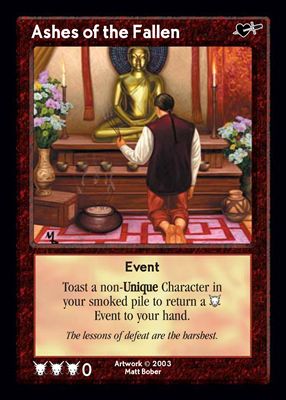 Ashes of the Fallen
Event
Toast a non-Unique Character in
your smoked pile to return a
Event to your hand.
The lessons of defeat are the harshest.
0
Artwork © 2003
Matt Bober